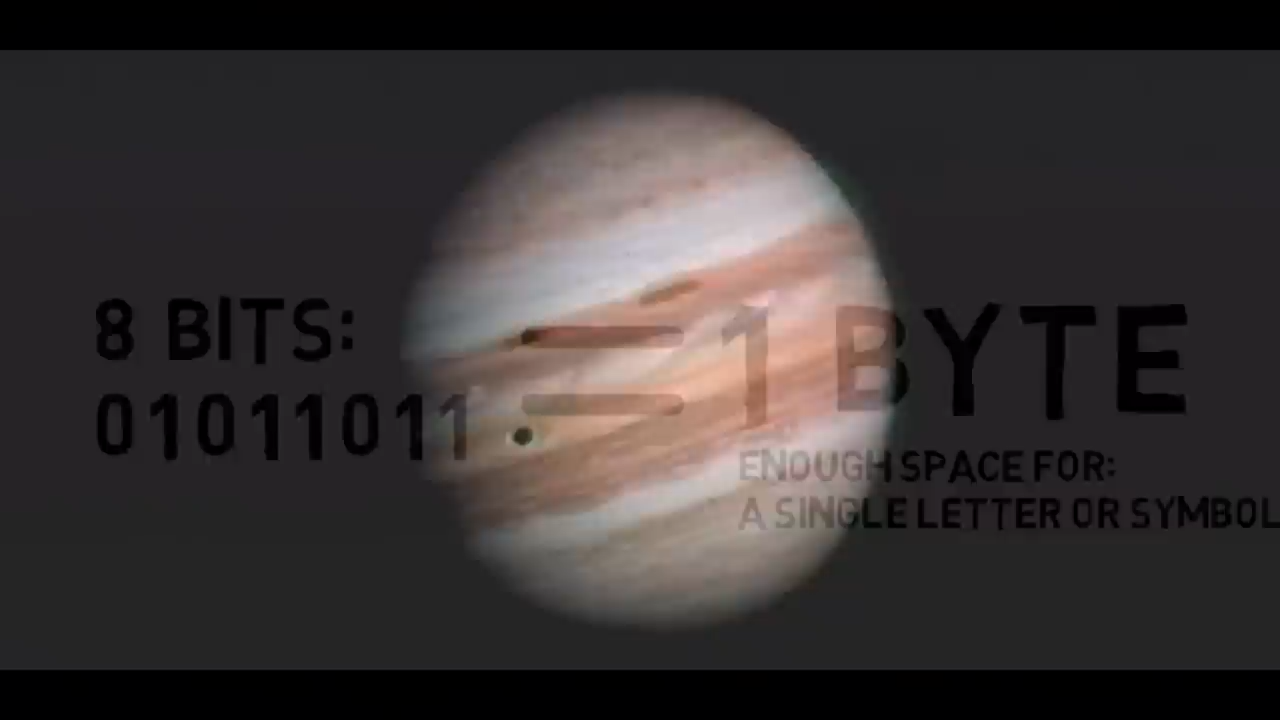 8 BITS:
01011011
= 1 BYTE
ENOUGH SPACE FOR:
A SINGLE LETTER OR SYMBOL